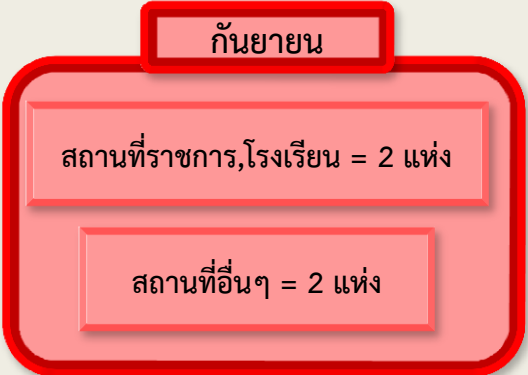 กันยายน
สถานที่ราชการ,โรงเรียน = 2 แห่ง
สถานที่อื่นๆ = 2 แห่ง